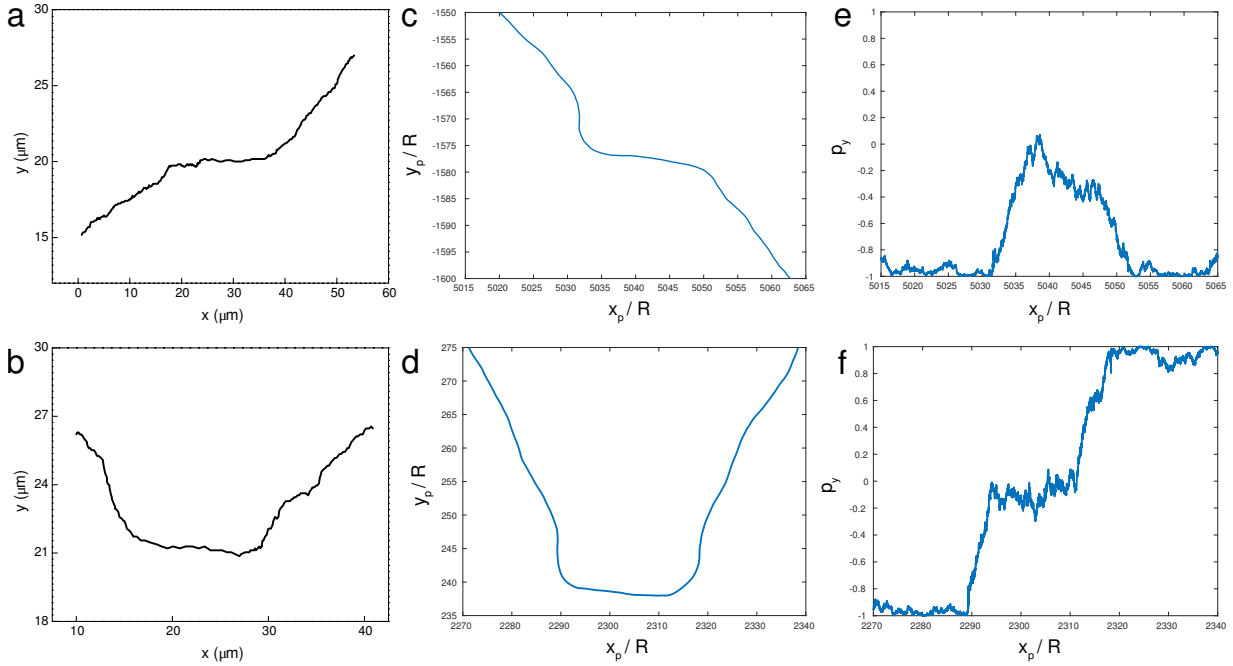 a
30
25
20
15
y (μm)
0 10 20 30 40 50 60
x (μm)
c
-1550
-1555
-1560
-1565
-1570
-1575
-1580
-1585
-1590
-1595
-1600
y_p / R
5015 5020 5025 5030 5035 5040 5045 5050 5055 5060 5065
x_p / R
e
1
0.8
0.6
0.4
0.2
0
-0.2
-0.4
-0.6
-0.8
-1
p_y
5015 5020 5025 5030 5035 5040 5045 5050 5055 5060 5065
x_p / R
b
30
27
24
21
18
y (μm)
10 20 30 40
x (μm)
d
275
270
265
260
255
250
245
240
235
y_p / R
2270 2280 2290 2300 2310 2320 2330 2340
x_p / R
f
1
0.8
0.6
0.4
0.2
0
-0.2
-0.4
-0.6
-0.8
-1
p_y
2270 2280 2290 2300 2310 2320 2330 2340
x_p / R